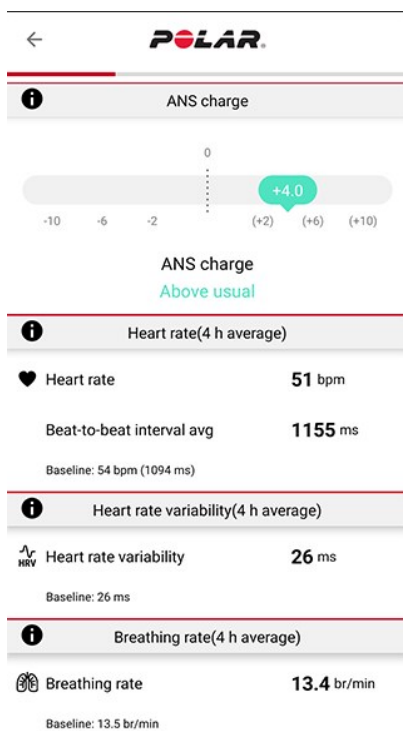 POLAR.
ANS charge
0
+4.0
-10 -6 -2 (+2) (+6) (+10)
ANS charge
Above usual
Heart rate(4 h average)
Heart rate 51 bpm
Beat-to-beat interval avg 1155 ms
Baseline: 54 bpm (1094 ms)
Heart rate variability(4 h average)
HRV Heart rate variability 26 ms
Baseline: 26 ms
Breathing rate(4 h average)
Breathing rate 13.4 br/min
Baseline: 13.5 br/min